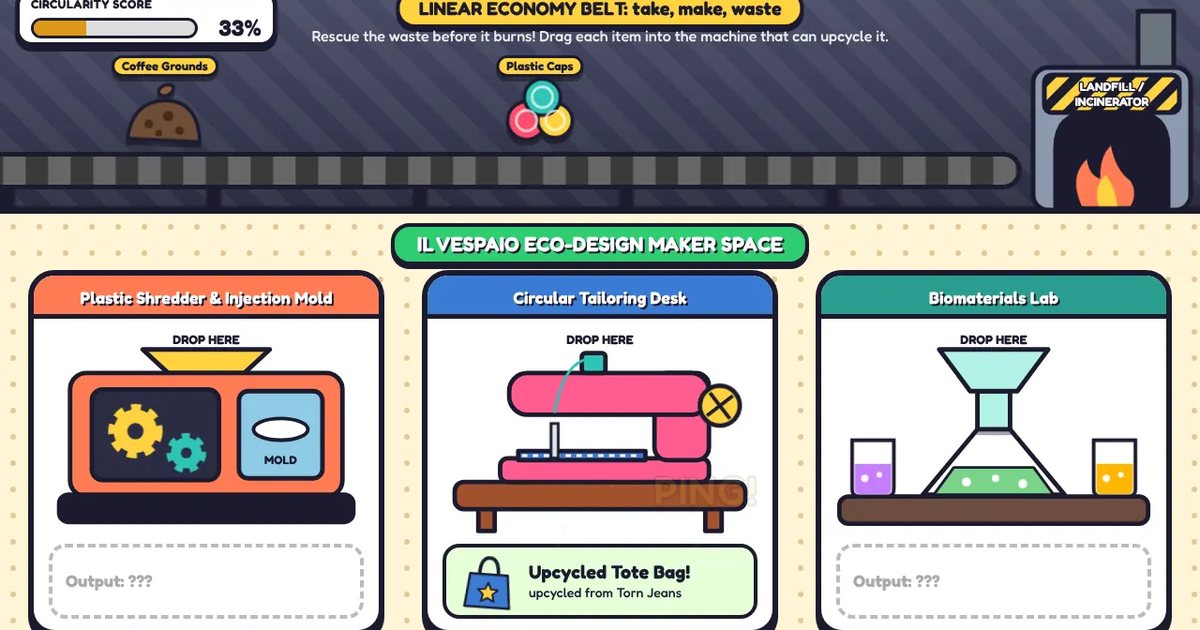 CIRCULARITY SCORE
33%
LINEAR ECONOMY BELT: take, make, waste
Rescue the waste before it burns! Drag each item into the machine that can upcycle it.
Coffee Grounds
Plastic Caps
LANDFILL /
INCINERATOR
IL VESPAIO ECO-DESIGN MAKER SPACE
Plastic Shredder & Injection Mold
DROP HERE
MOLD
Output: ???
Circular Tailoring Desk
DROP HERE
PING!
Upcycled Tote Bag!
upcycled from Torn Jeans
Biomaterials Lab
DROP HERE
Output: ???